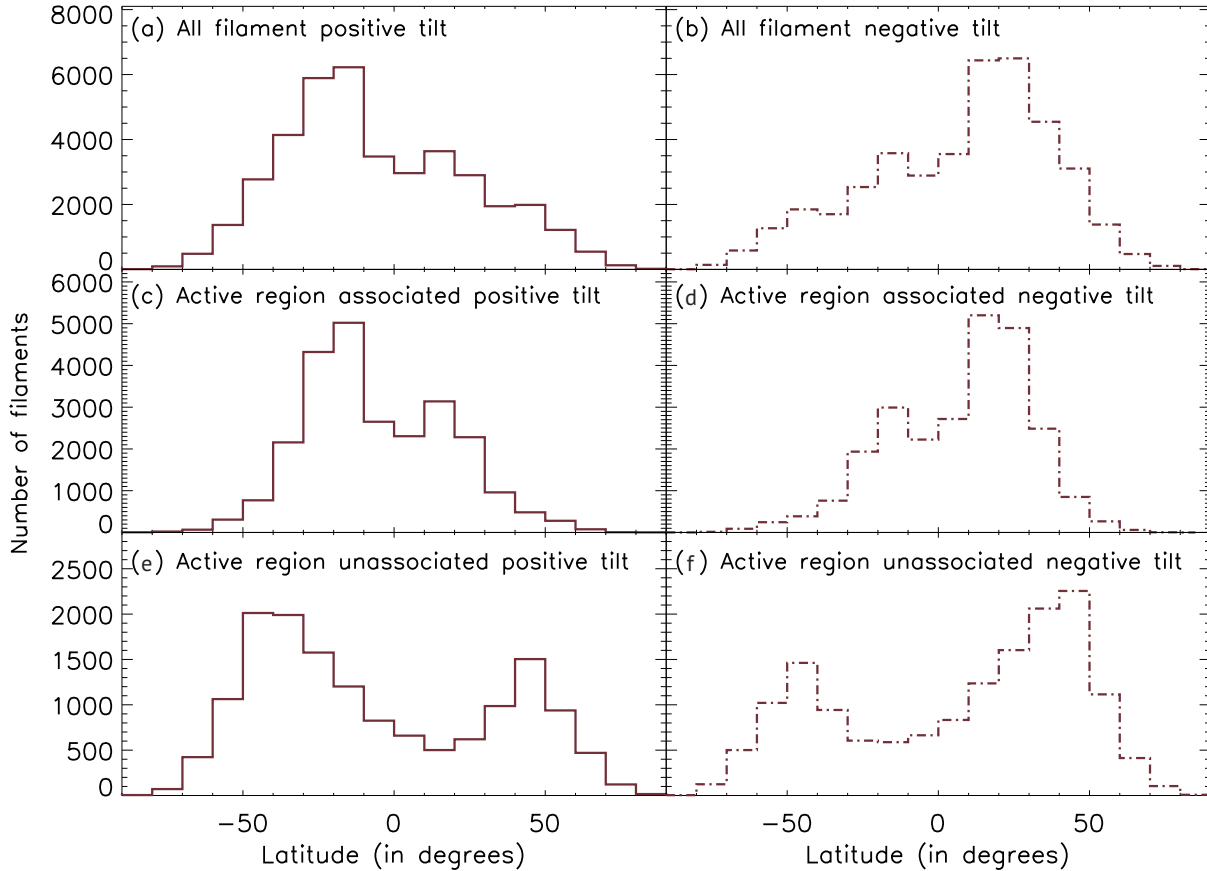 (a) All filament positive tilt
(b) All filament negative tilt
8000
6000
4000
2000
0
(c) Active region associated positive tilt
(d) Active region associated negative tilt
6000
5000
4000
3000
2000
1000
0
(e) Active region unassociated positive tilt
(f) Active region unassociated negative tilt
2500
2000
1500
1000
500
0
Number of filaments
−50 0 50
−50 0 50
Latitude (in degrees)
Latitude (in degrees)